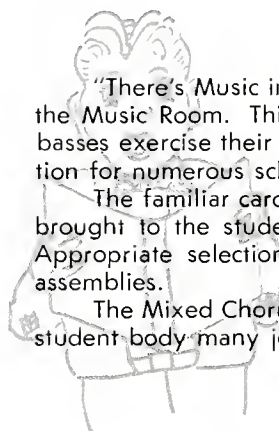 "There's Music in
the Music Room. Thi
basses exercise their
tion for numerous scl
The familiar card
brought to the stude
Appropriate selection
assemblies.
The Mixed Choru
student body many j